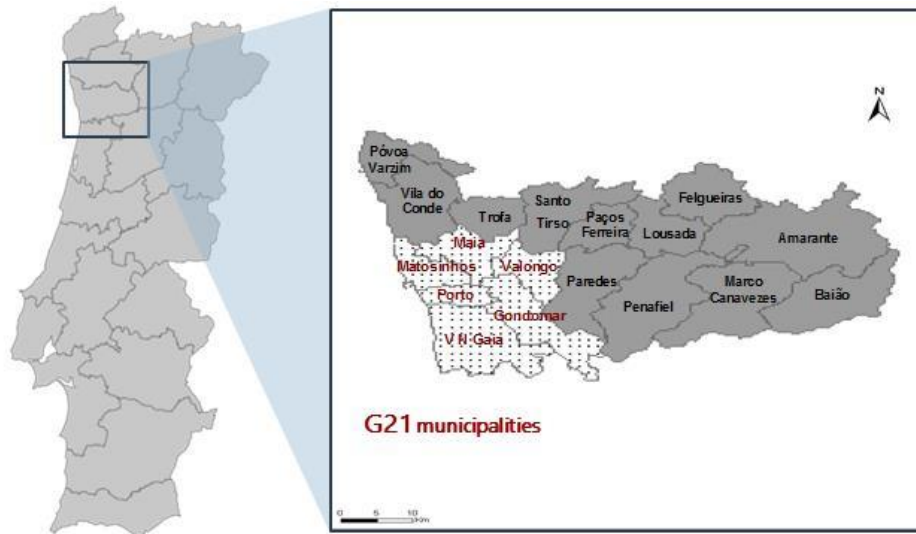 N
Póvoa
Varzim
Vila do
Conde
Trofa
Santo
Tirso
Paços
Ferreira
Felgueiras
Lousada
Amarante
Maia
Matosinhos
Valongo
Paredes
Marco
Canavezes
Baião
Porto
Penafiel
Gondomar
V N Gaia
G21 municipalities
0 5 10
Km